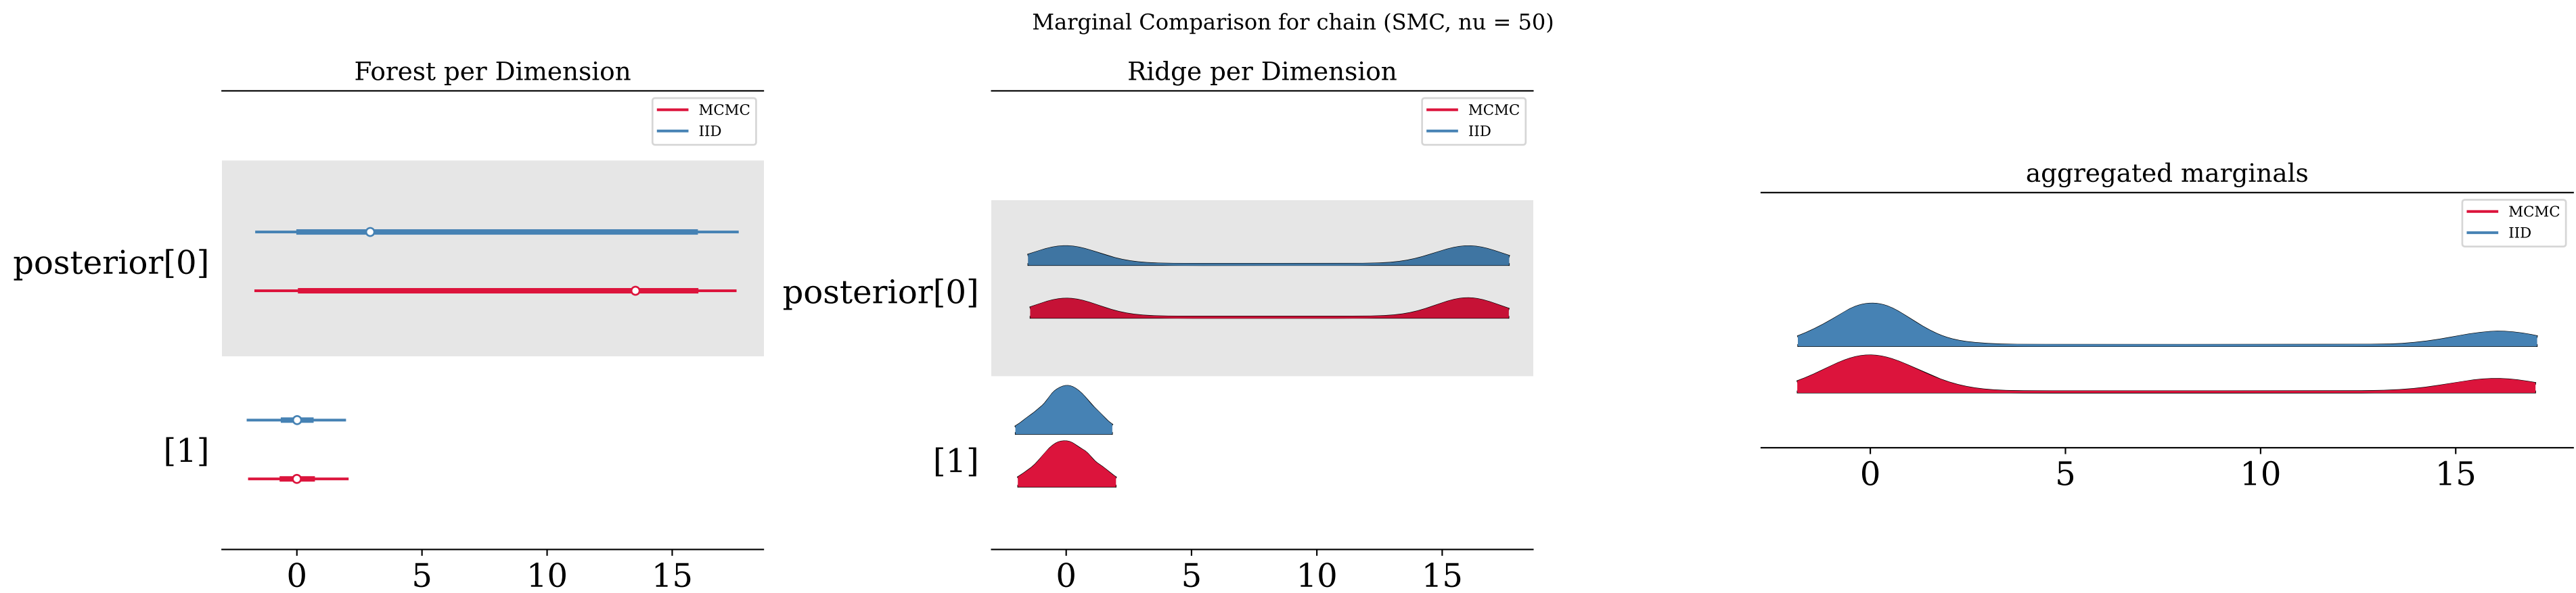 Marginal Comparison for chain (SMC, nu = 50)
Forest per Dimension
MCMC
IID
posterior[0]
[1]
0 5 10 15
Ridge per Dimension
MCMC
IID
posterior[0]
[1]
0 5 10 15
aggregated marginals
MCMC
IID
0 5 10 15